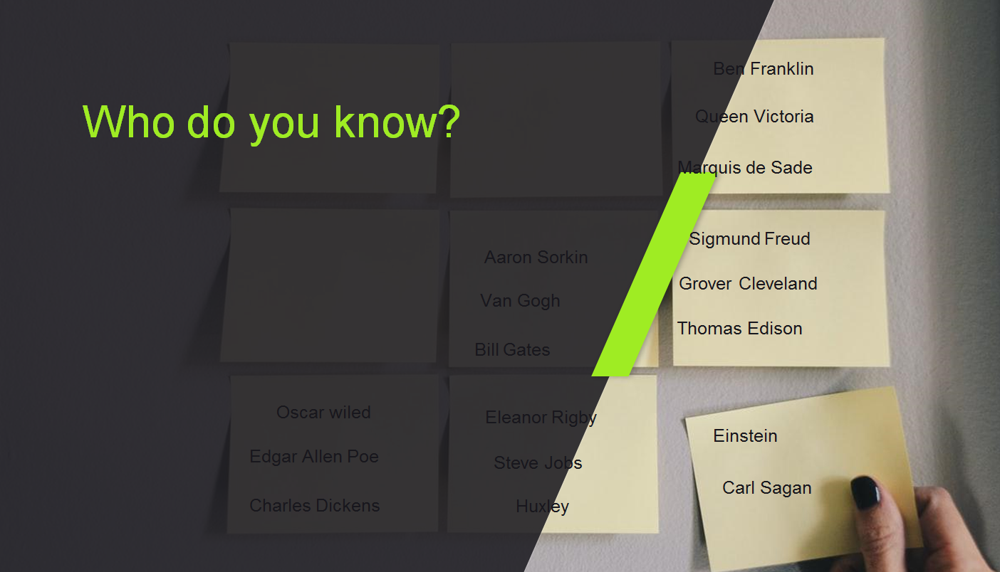 Who do you know?
Ben Franklin
Queen Victoria
Marquis de Sade
Aaron Sorkin
Van Gogh
Bill Gates
Sigmund Freud
Grover Cleveland
Thomas Edison
Oscar wiled
Edgar Allen Poe
Charles Dickens
Eleanor Rigby
Steve Jobs
Huxley
Einstein
Carl Sagan